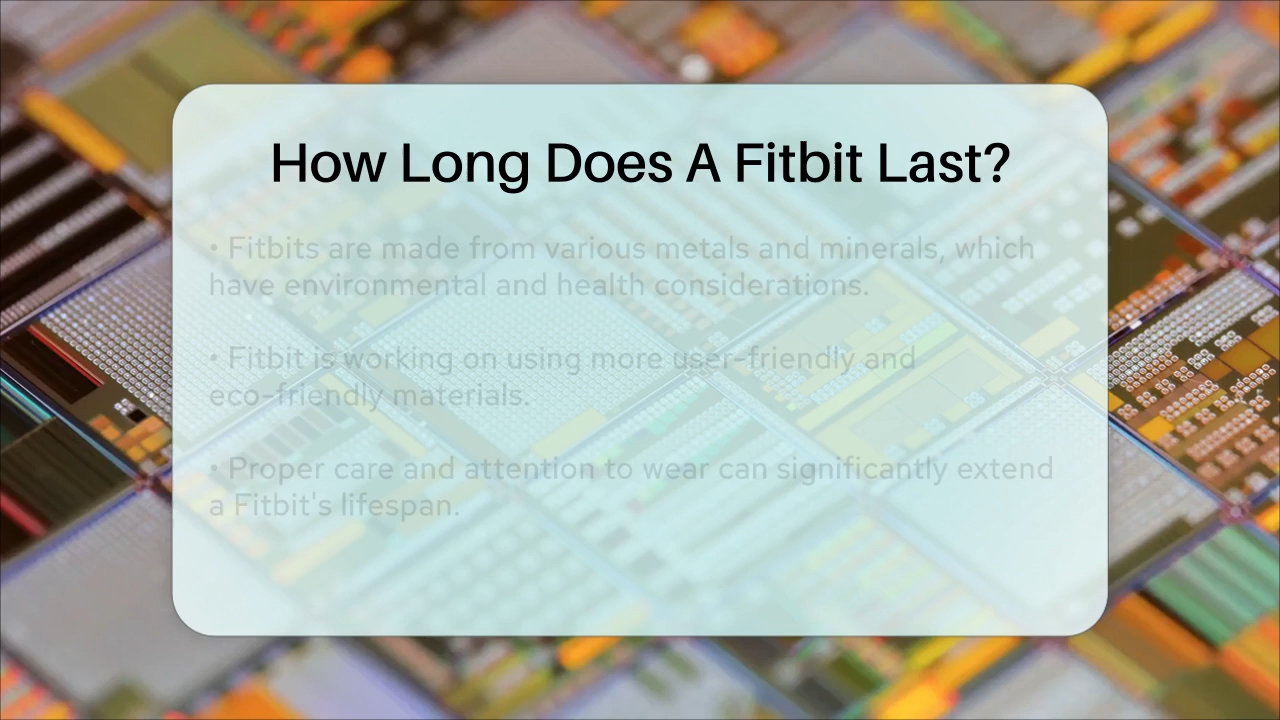 How Long Does A Fitbit Last?
• Fitbits are made from various metals and minerals, which
have environmental and health considerations.
• Fitbit is working on using more user-friendly and
eco-friendly materials.
• Proper care and attention to wear can significantly extend
a Fitbit's lifespan.